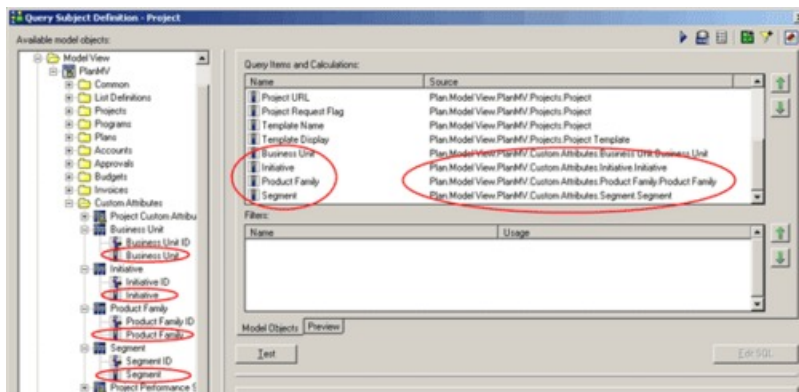 Query Subject Definition - Project
Available model objects:
Model View
PlanMV
Common
List Definitions
Projects
Programs
Plans
Accounts
Approvals
Budgets
Invoices
Custom Attributes
Project Custom Attribu
Business Unit
Business Unit ID
Business Unit
Initiative
Initiative ID
Initiative
Product Family
Product Family ID
Product Family
Segment
Segment ID
Segment
Project Performance S
Query Items and Calculations:
Name Source
Project URL Plan.Model View.PlanMV.Projects.Project
Project Request Flag Plan.Model View.PlanMV.Projects.Project
Template Name Plan.Model View.PlanMV.Projects.Project Template
Template Display Plan.Model View.PlanMV.Projects.Project Template
Business Unit Plan.Model View.PlanMV.Custom Attributes.Business Unit.Business Unit
Initiative Plan.Model View.PlanMV.Custom Attributes.Initiative.Initiative
Product Family Plan.Model View.PlanMV.Custom Attributes.Product Family.Product Family
Segment Plan.Model View.PlanMV.Custom Attributes.Segment.Segment
Filters:
Name Usage
Model Objects Preview
Test Edit SQL